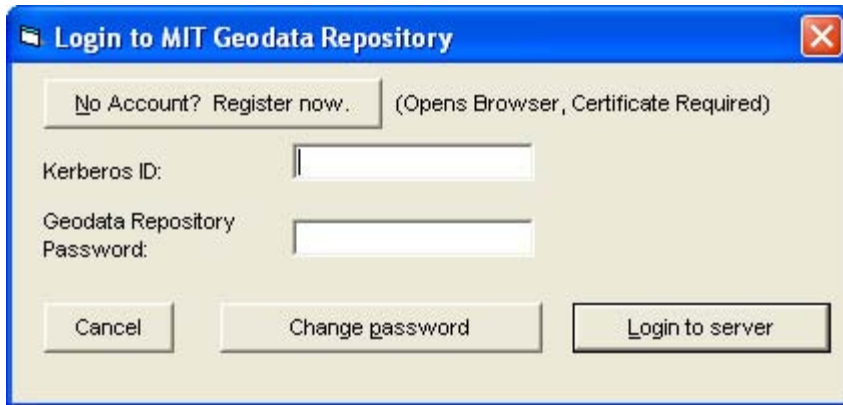 Login to MIT Geodata Repository
No Account? Register now. (Opens Browser, Certificate Required)
Kerberos ID:
Geodata Repository
Password:
Cancel Change password Login to server